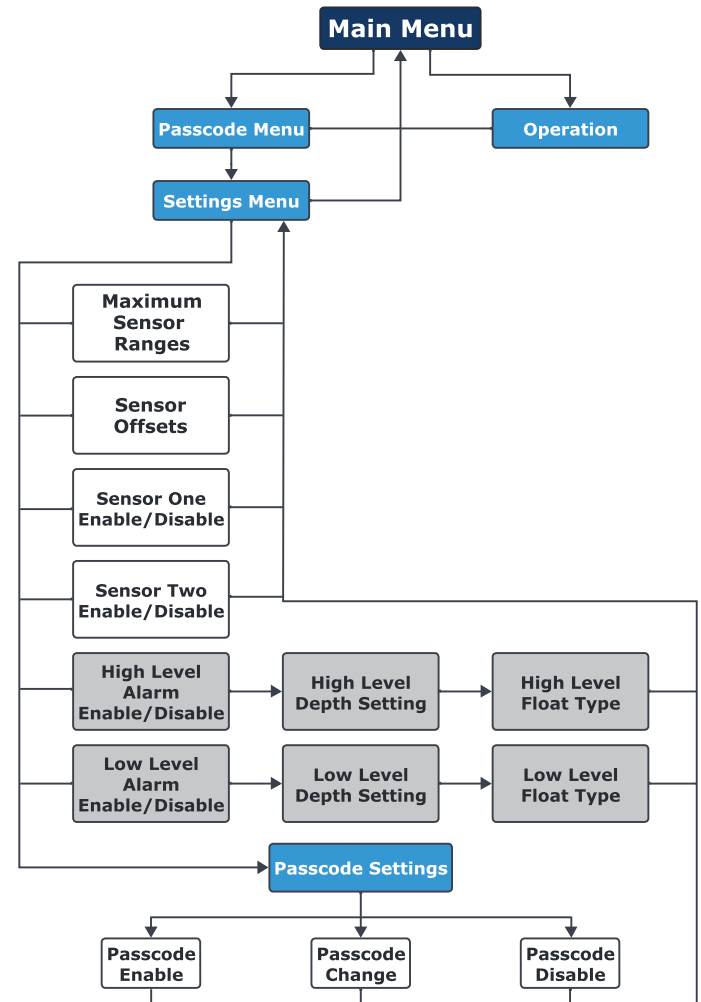 Main Menu
Passcode Menu
Operation
Settings Menu
Maximum
Sensor
Ranges
Sensor
Offsets
Sensor One
Enable/Disable
Sensor Two
Enable/Disable
High Level
Alarm
Enable/Disable
High Level
Depth Setting
High Level
Float Type
Low Level
Alarm
Enable/Disable
Low Level
Depth Setting
Low Level
Float Type
Passcode Settings
Passcode
Enable
Passcode
Change
Passcode
Disable